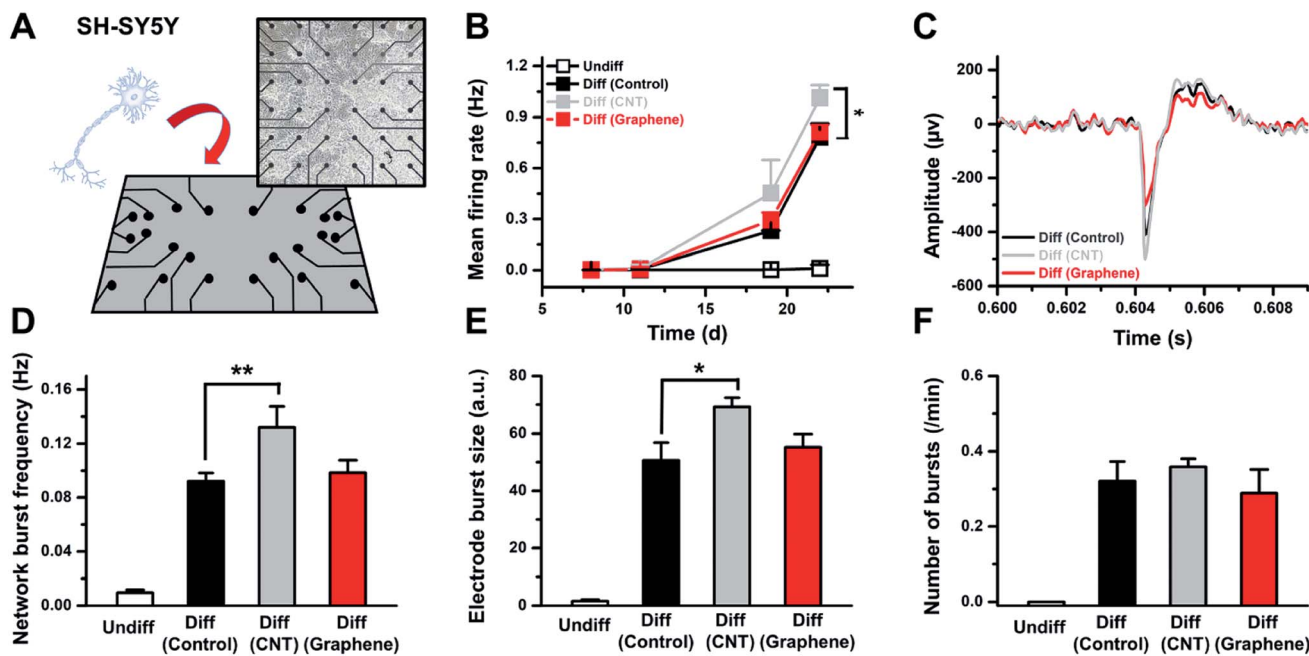 A
SH-SY5Y
B
Undiff
Diff (Control)
Diff (CNT)
Diff (Graphene)
*
Mean firing rate (Hz)
1.2
0.9
0.6
0.3
0.0
5
10
15
20
Time (d)
C
Amplitude (μv)
200
0
-200
-400
-600
Diff (Control)
Diff (CNT)
Diff (Graphene)
0.600
0.602
0.604
0.606
0.608
Time (s)
D
Network burst frequency (Hz)
0.16
0.12
0.08
0.04
0.00
**
Undiff
Diff
(Control)
Diff
(CNT)
Diff
(Graphene)
E
Electrode burst size (a.u.)
80
60
40
20
0
*
Undiff
Diff
(Control)
Diff
(CNT)
Diff
(Graphene)
F
Number of bursts (/min)
0.6
0.4
0.2
0.0
Undiff
Diff
(Control)
Diff
(CNT)
Diff
(Graphene)